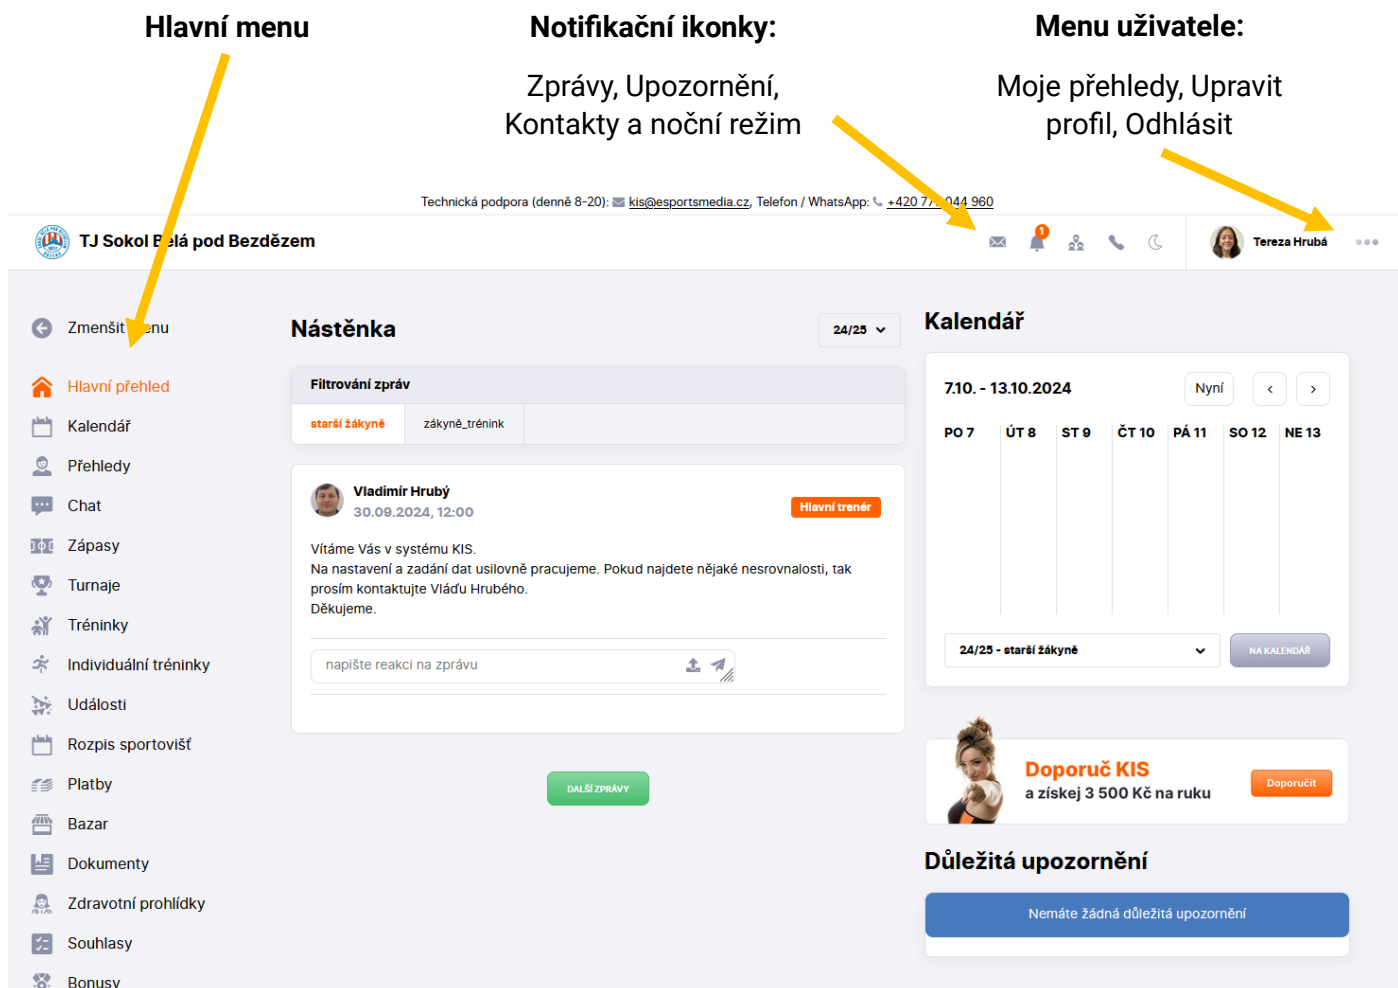 Hlavní menu
Notifikační ikonky:
Menu uživatele:
Zprávy, Upozornění,
Kontakty a noční režim
Moje přehledy, Upravit
profil, Odhlásit
Technická podpora (denně 8-20): kis@esportsmedia.cz, Telefon / WhatsApp: +420 77 044 960
TJ Sokol Bělá pod Bezdězem
1
Tereza Hrubá
Zmenšit menu
Hlavní přehled
Kalendář
Přehledy
Chat
Zápasy
Turnaje
Tréninky
Individuální tréninky
Události
Rozpis sportovišť
Platby
Bazar
Dokumenty
Zdravotní prohlídky
Souhlasy
Bonusy
Nástěnka
24/25
Filtrování zpráv
starší žákyně
zákyně_trénink
Vladimír Hrubý
30.09.2024, 12:00
Hlavní trenér
Vítáme Vás v systému KIS.
Na nastavení a zadání dat usilovně pracujeme. Pokud najdete nějaké nesrovnalosti, tak
prosím kontaktujte Vláďu Hrubého.
Děkujeme.
napište reakci na zprávu
DALŠÍ ZPRÁVY
Kalendář
7.10. - 13.10.2024
Nyní
PO 7 ÚT 8 ST 9 ČT 10 PÁ 11 SO 12 NE 13
24/25 - starší žákyně
NA KALENDÁŘ
Doporuč KIS
a získej 3 500 Kč na ruku
Doporučit
Důležitá upozornění
Nemáte žádná důležitá upozornění